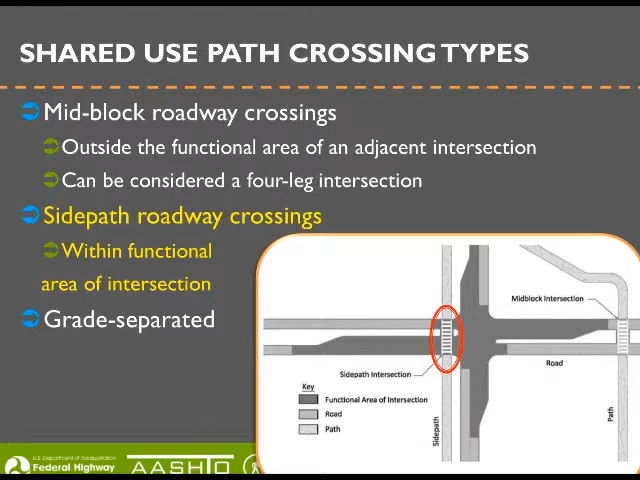 SHARED USE PATH CROSSING TYPES
Mid-block roadway crossings
Outside the functional area of an adjacent intersection
Can be considered a four-leg intersection
Sidepath roadway crossings
Within functional
area of intersection
Grade-separated
Midblock Intersection
Road
Sidepath Intersection
Key
Functional Area of Intersection
Road
Path
Sidepath
Path
U.S. Department of Transportation
Federal Highway
AASHTO